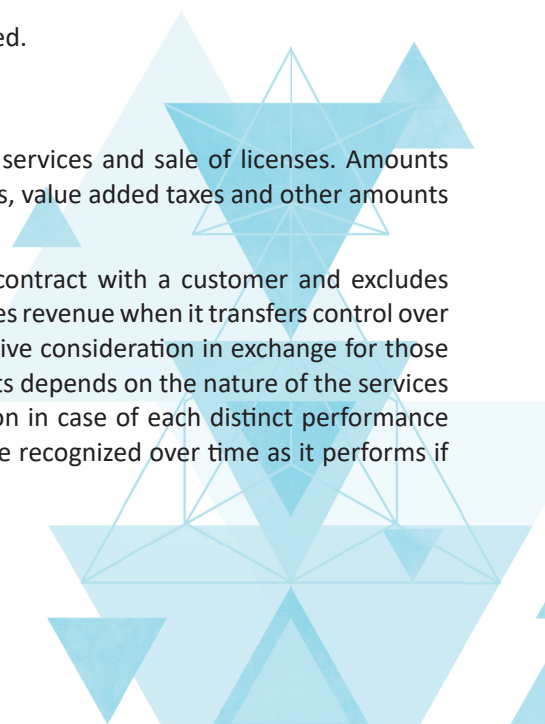 ed.
services and sale of licenses. Amounts
s, value added taxes and other amounts
contract with a customer and excludes
es revenue when it transfers control over
ive consideration in exchange for those
ts depends on the nature of the services
on in case of each distinct performance
e recognized over time as it performs if